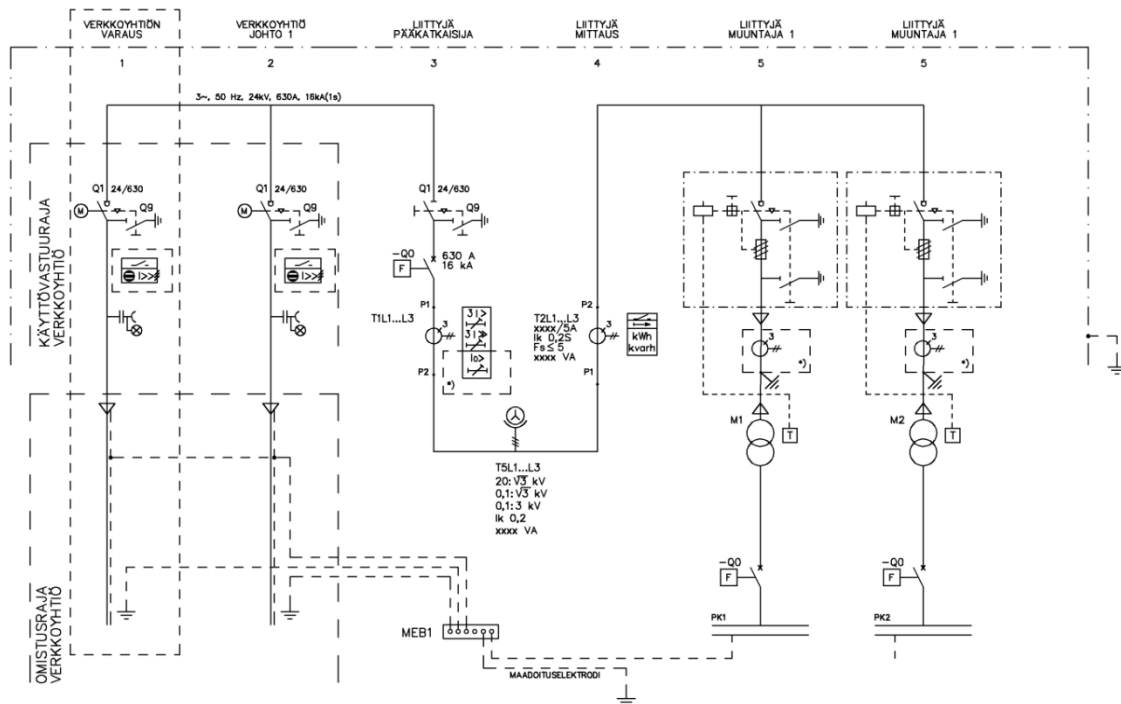 VERKKOYHTIÖN
VARAUS
VERKKOYHTIÖ
JOHTO 1
LIITTYJÄ
PÄÄKATKAISIJA
LIITTYJÄ
MITTAUS
LIITTYJÄ
MUUNTAJA 1
LIITTYJÄ
MUUNTAJA 1
1
2
3
4
5
5
3~, 50 Hz, 24kV, 630A, 16kA(1s)
KÄYTTÖVASTUURAJA
VERKKOYHTIÖ
Q1 24/630
Q9
M
I>>
Q1 24/630
Q9
M
I>>
Q1 24/630
Q9
-Q0
F
630 A
16 kA
P1
T1L1...L3
3
P2
3I>
3I>>
Io>
*)
P2
T2L1...L3
xxxx/5A
Ik 0,2S
Fs≤5
xxxx VA
3
P1
kWh
kvarh
3
*)
3
*)
M1
T
M2
T
T5L1...L3
20:√3 kV
0,1:√3 kV
0,1:3 kV
Ik 0,2
xxxx VA
OMISTUSRAJA
VERKKOYHTIÖ
-Q0
F
-Q0
F
PK1
PK2
MEB1
MAADOITUSELEKTRODI